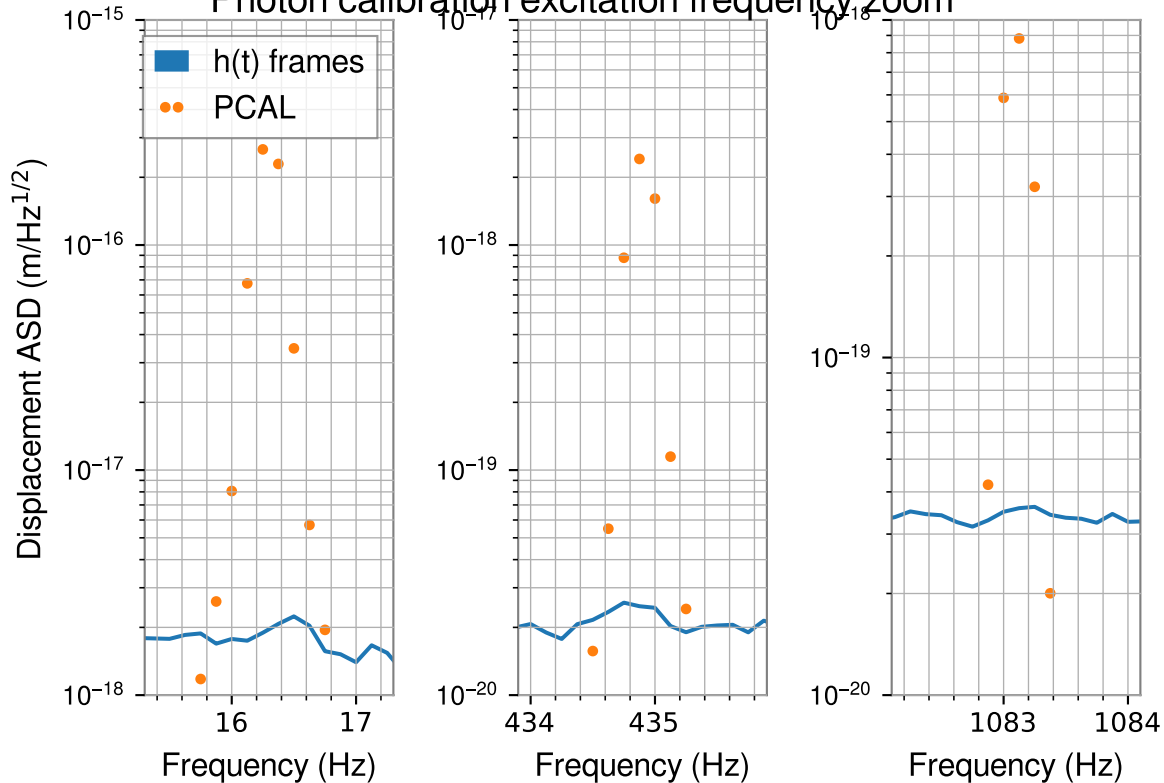 Photon calibration excitation frequency zoom
h(t) frames
PCAL
Displacement ASD (m/Hz^1/2)
10^−15
10^−16
10^−17
10^−18
16 17
Frequency (Hz)
10^−17
10^−18
10^−19
10^−20
434 435
Frequency (Hz)
10^−18
10^−19
10^−20
1083 1084
Frequency (Hz)